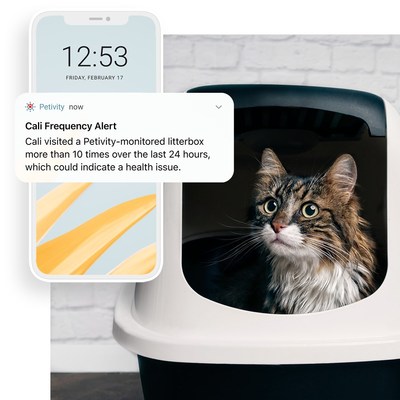 12:53
FRIDAY, FEBRUARY 17
Petivity now
Cali Frequency Alert
Cali visited a Petivity-monitored litterbox
more than 10 times over the last 24 hours,
which could indicate a health issue.